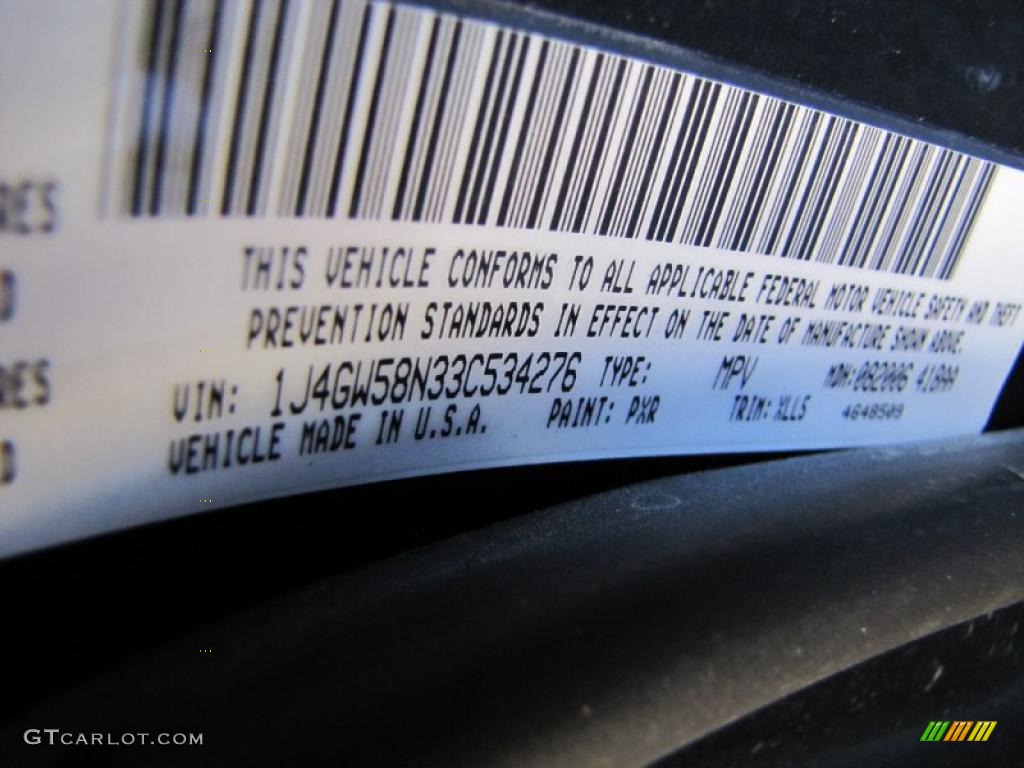 RES
THIS VEHICLE CONFORMS TO ALL APPLICABLE FEDERAL MOTOR VEHICLE SAFETY AND THEFT
PREVENTION STANDARDS IN EFFECT ON THE DATE OF MANUFACTURE SHOWN ABOVE.
RES
VIN: 1J4GW58N33C534276 TYPE: MPV MDH: 082006 418AA
VEHICLE MADE IN U.S.A. PAINT: PXR TRIM: XLLS 4648509
GTCARLOT.COM